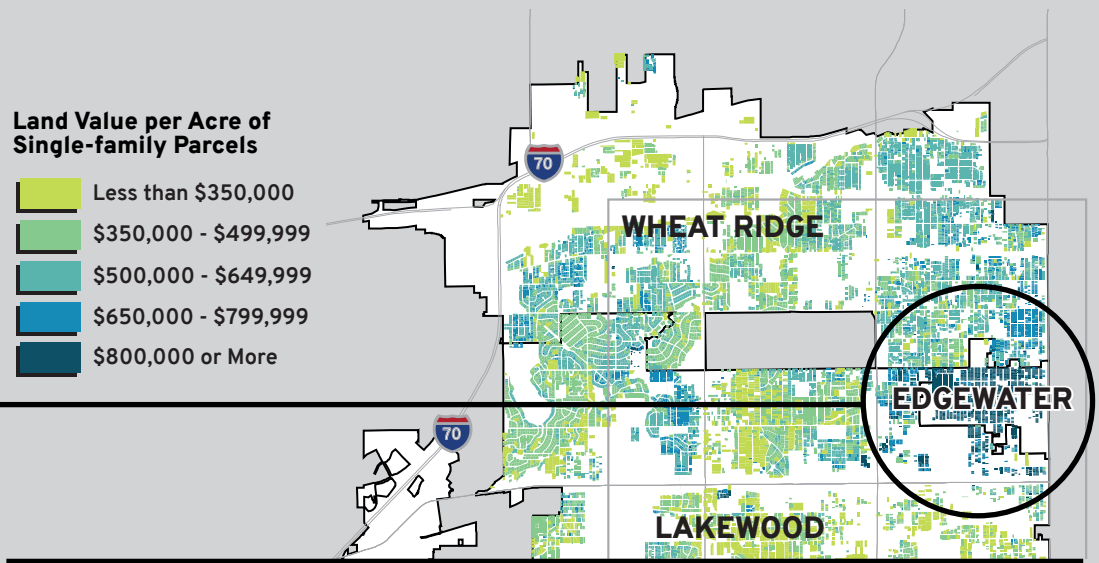 Land Value per Acre of
Single-family Parcels
Less than $350,000
$350,000 - $499,999
$500,000 - $649,999
$650,000 - $799,999
$800,000 or More
70
WHEAT RIDGE
EDGEWATER
70
LAKEWOOD